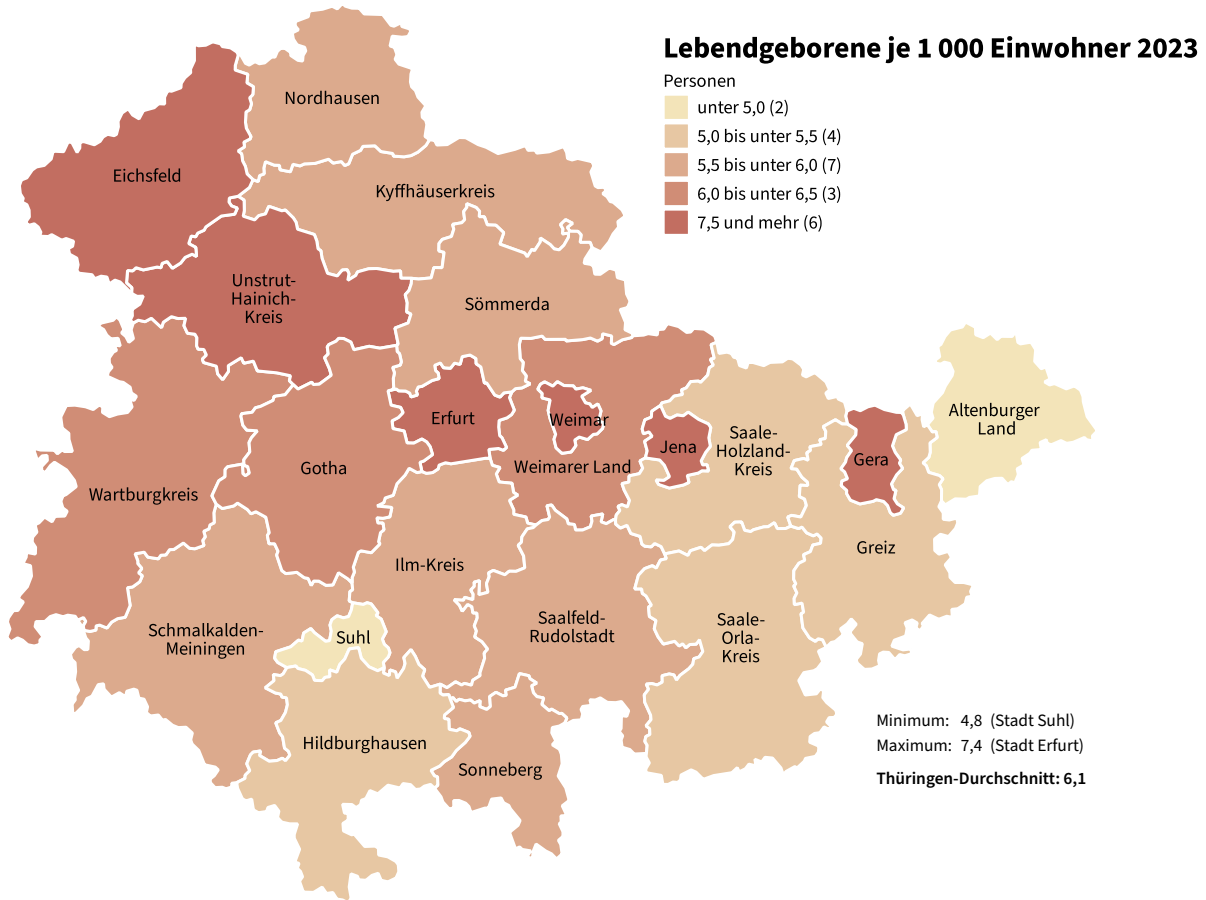 Lebendgeborene je 1 000 Einwohner 2023
Personen
unter 5,0 (2)
5,0 bis unter 5,5 (4)
5,5 bis unter 6,0 (7)
6,0 bis unter 6,5 (3)
7,5 und mehr (6)
Nordhausen
Eichsfeld
Kyffhäuserkreis
Unstrut-
Hainich-
Kreis
Sömmerda
Altenburger
Land
Erfurt
Weimar
Jena
Saale-
Holzland-
Kreis
Gera
Gotha
Weimarer Land
Wartburgkreis
Greiz
Ilm-Kreis
Schmalkalden-
Meiningen
Suhl
Saalfeld-
Rudolstadt
Saale-
Orla-
Kreis
Hildburghausen
Sonneberg
Minimum: 4,8 (Stadt Suhl)
Maximum: 7,4 (Stadt Erfurt)
Thüringen-Durchschnitt: 6,1